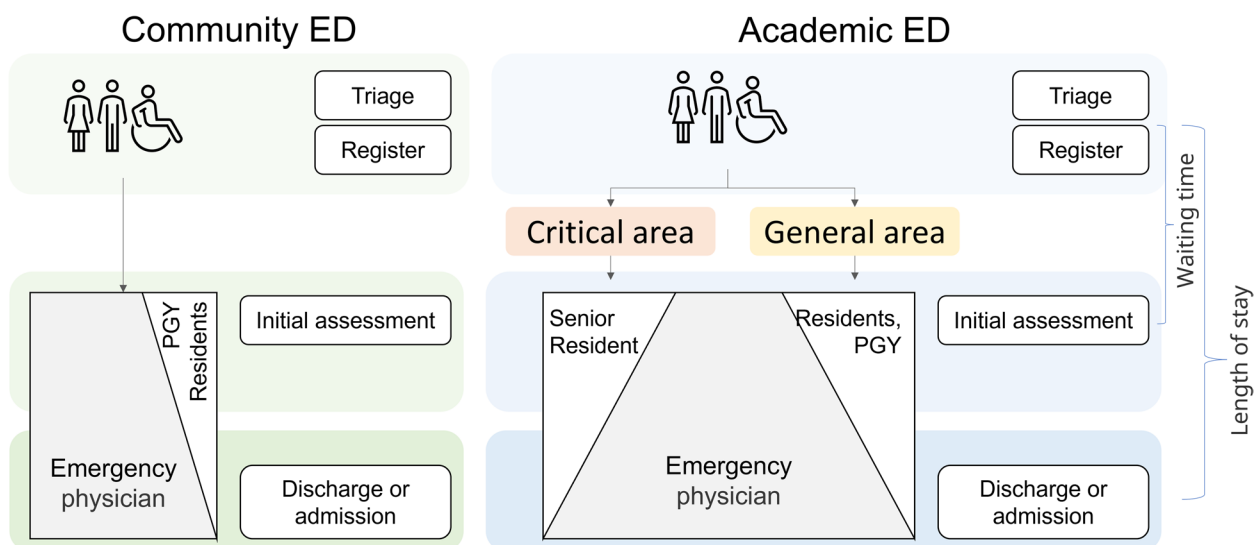 Community ED
Triage
Register
PGY
Residents
Initial assessment
Emergency
physician
Discharge or
admission
Academic ED
Triage
Register
Critical area
General area
Senior
Resident
Residents,
PGY
Initial assessment
Emergency
physician
Discharge or
admission
Waiting time
Length of stay